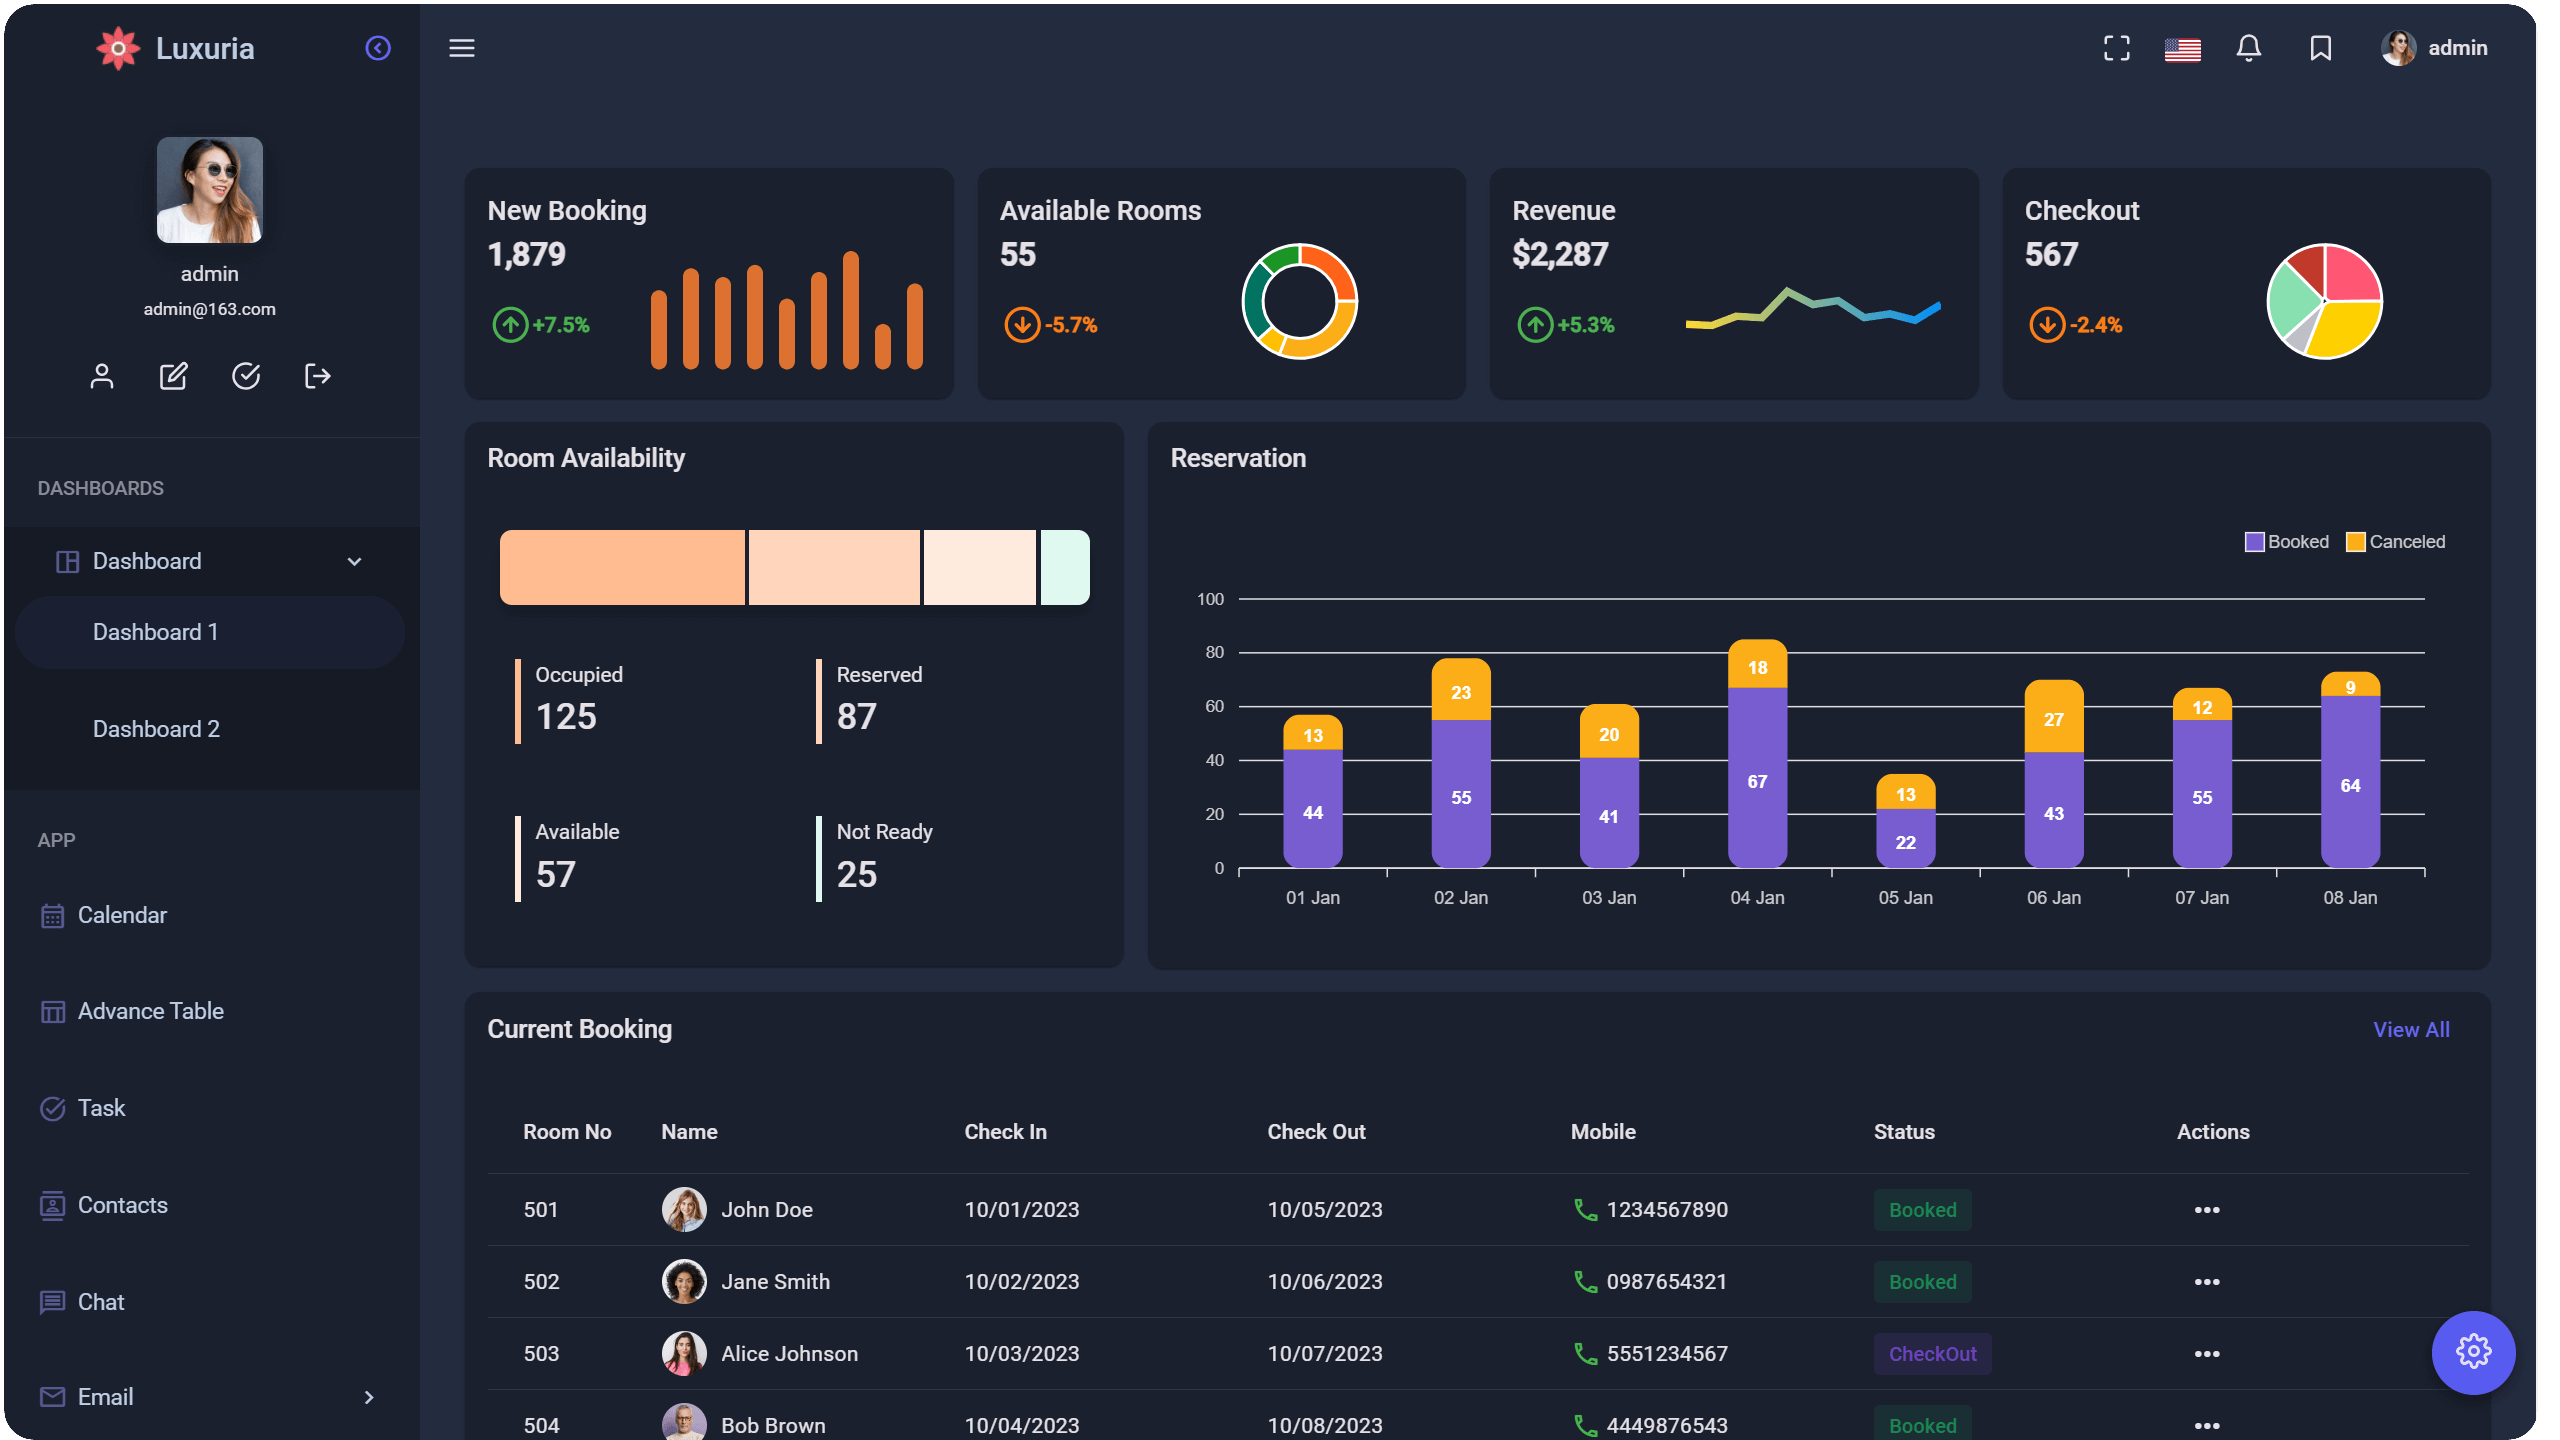 Luxuria
admin
admin
admin@163.com
DASHBOARDS
Dashboard
Dashboard 1
Dashboard 2
APP
Calendar
Advance Table
Task
Contacts
Chat
Email
New Booking
1,879
+7.5%
Available Rooms
55
-5.7%
Revenue
$2,287
+5.3%
Checkout
567
-2.4%
Room Availability
Occupied
125
Reserved
87
Available
57
Not Ready
25
Reservation
Booked Canceled
100
80
60
40
20
0
13 23 20 18 13 27 12 9
44 55 41 67 22 43 55 64
01 Jan 02 Jan 03 Jan 04 Jan 05 Jan 06 Jan 07 Jan 08 Jan
Current Booking View All
Room No Name Check In Check Out Mobile Status Actions
501 John Doe 10/01/2023 10/05/2023 1234567890 Booked
502 Jane Smith 10/02/2023 10/06/2023 0987654321 Booked
503 Alice Johnson 10/03/2023 10/07/2023 5551234567 CheckOut
504 Bob Brown 10/04/2023 10/08/2023 4449876543 Booked